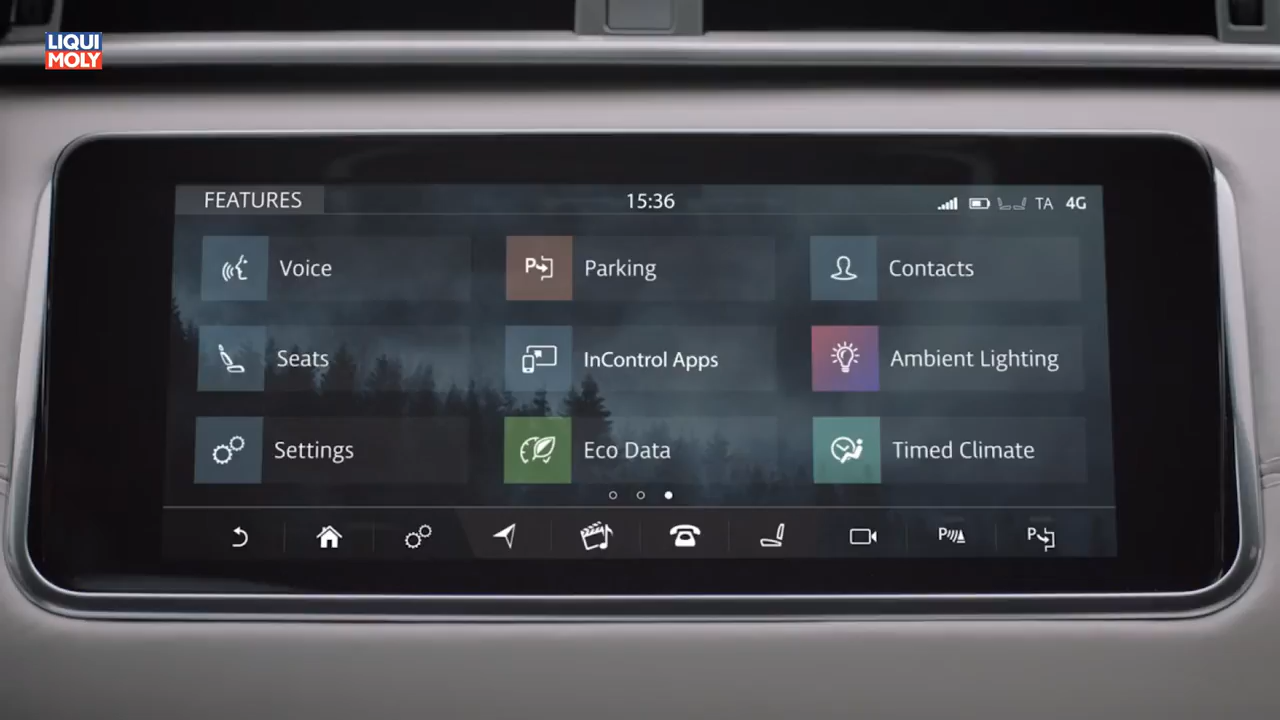 LIQUI
MOLY
FEATURES 15:36 TA 4G
Voice Parking Contacts
Seats InControl Apps Ambient Lighting
Settings Eco Data Timed Climate